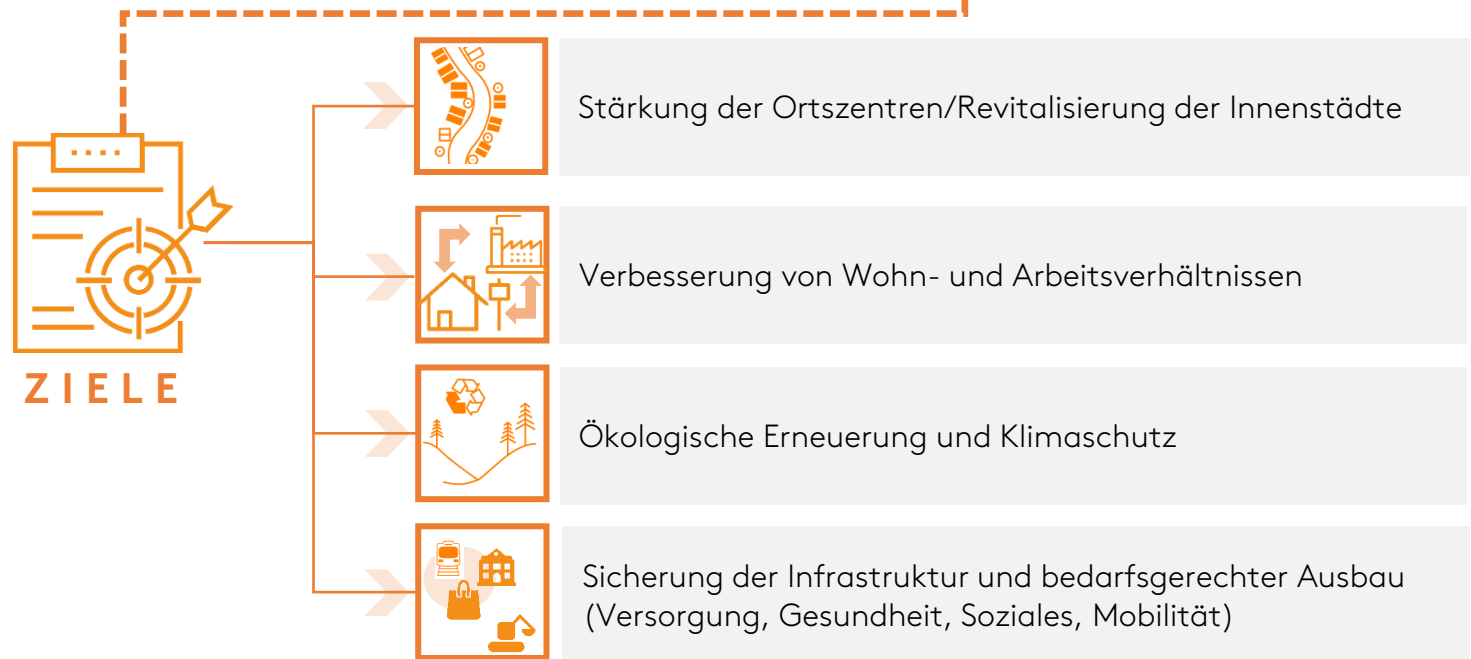 Stärkung der Ortszentren/Revitalisierung der Innenstädte
Verbesserung von Wohn- und Arbeitsverhältnissen
ZIELE
Ökologische Erneuerung und Klimaschutz
Sicherung der Infrastruktur und bedarfsgerechter Ausbau
(Versorgung, Gesundheit, Soziales, Mobilität)